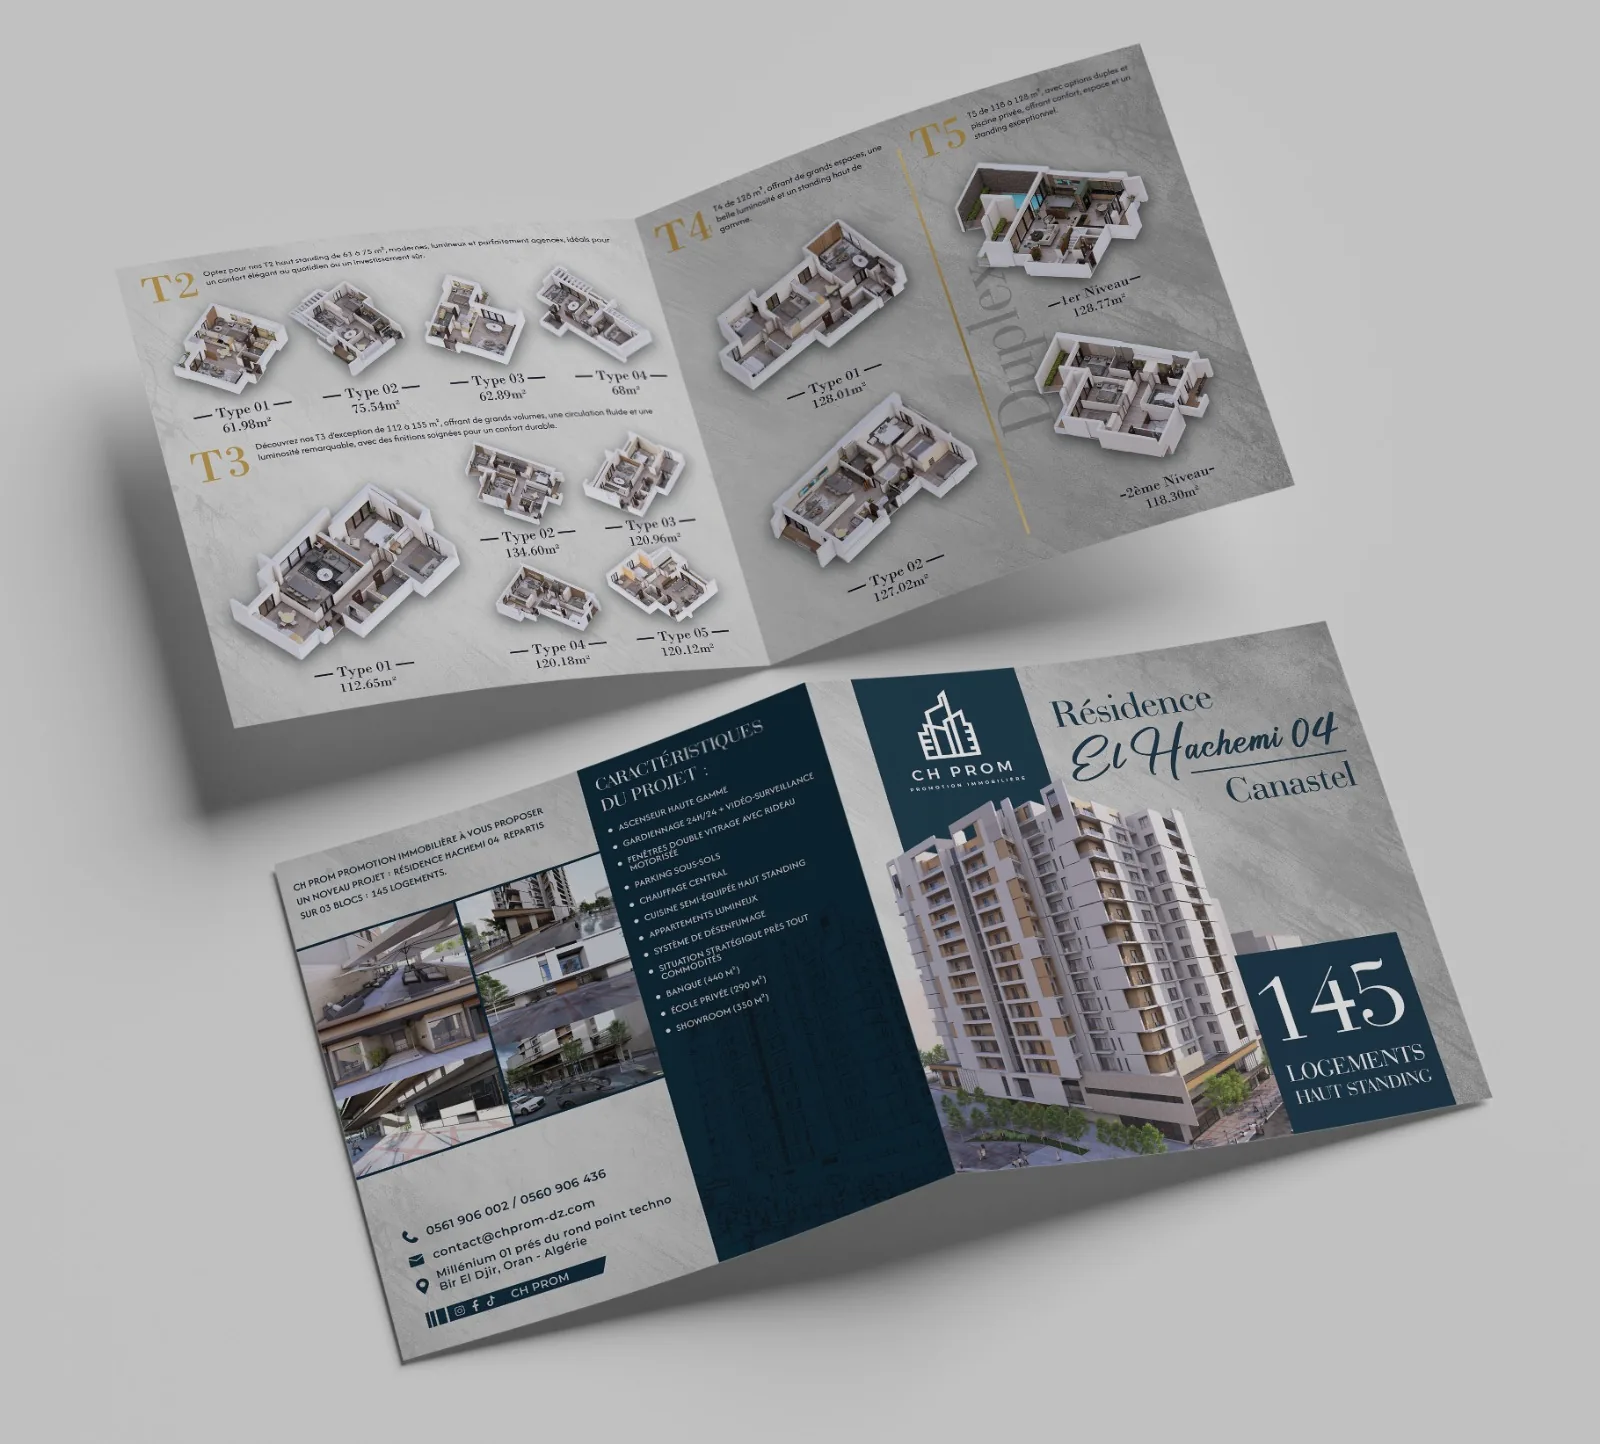 T2
Optez pour nos T2 haut standing de 61 à 75 m², modernes, lumineux et parfaitement agencés, idéals pour
un confort élégant au quotidien ou un investissement sûr.
Type 01
61.98m²
Type 02
75.54m²
Type 03
62.89m²
Type 04
68m²
T3
Découvrez nos T3 d'exception de 112 à 135 m², offrant de grands volumes, une circulation fluide et une
luminosité remarquable, avec des finitions soignées pour un confort durable.
Type 01
112.65m²
Type 02
134.60m²
Type 03
120.96m²
Type 04
120.18m²
Type 05
120.12m²
T4
T4 de 128 m², offrant de grands espaces, une
belle luminosité et un standing haut de
gamme.
Type 01
128.01m²
Type 02
127.02m²
T5
T5 de 118 à 128 m², avec options duplex et
piscine privée, offrant confort, espace et un
standing exceptionnel.
Duplex
1er Niveau
128.77m²
-2ème Niveau-
118.30m²
CH PROM PROMOTION IMMOBILIÈRE À VOUS PROPOSER
UN NOVEAU PROJET : RÉSIDENCE HACHEMI 04 REPARTIS
SUR 03 BLOCS : 145 LOGEMENTS.
0561 906 002 / 0560 906 436
contact@chprom-dz.com
Millénium 01 prés du rond point techno
Bir El Djir, Oran - Algérie
CH PROM
CARACTÉRISTIQUES
DU PROJET :
• ASCENSEUR HAUTE GAMME
• GARDIENNAGE 24H/24 + VIDÉO-SURVEILLANCE
• FENÊTRES DOUBLE VITRAGE AVEC RIDEAU
MOTORISÉE
• PARKING SOUS-SOLS
• CHAUFFAGE CENTRAL
• CUISINE SEMI-ÉQUIPÉE HAUT STANDING
• APPARTEMENTS LUMINEUX
• SYSTÈME DE DÉSENFUMAGE
• SITUATION STRATÉGIQUE PRÈS TOUT
COMMODITÉS
• BANQUE (440 M²)
• ÉCOLE PRIVÉE (290 M²)
• SHOWROOM (350 M²)
CH PROM
PROMOTION IMMOBILIERE
Résidence
El Hachemi 04
Canastel
145
LOGEMENTS
HAUT STANDING